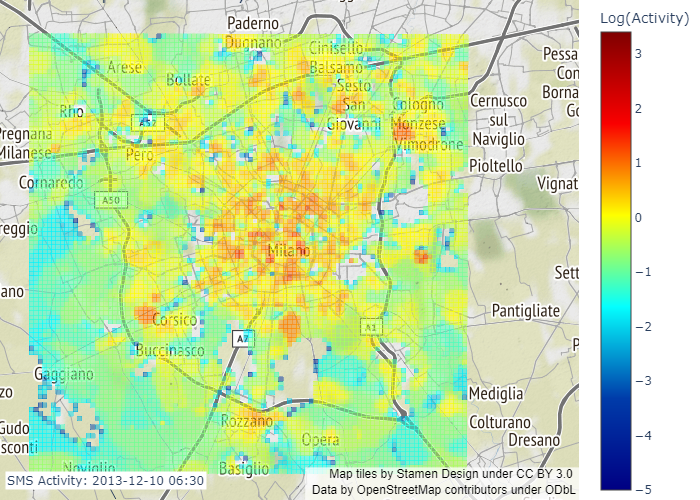 Log(Activity)
3
2
1
0
−1
−2
−3
−4
−5
Paderno
Dugnano
Cinisello
Balsamo
Arese
Bollate
Sesto
San
Giovanni
Cologno
Monzese
Vimodrone
Cernusco
sul
Naviglio
Pessa
Con
Borna
Go
Rho
A52
Pregnana
Milanese
Pero
Pioltello
Cornaredo
Vignat
A50
reggio
Milano
Sett
ano
Pantigliate
Corsico
A1
A7
Buccinasco
P
Gaggiano
zo
Mediglia
Rozzano
Colturano
Gudo
sconti
Opera
Dresano
Noviglio
Basiglio
SMS Activity: 2013-12-10 06:30
Map tiles by Stamen Design under CC BY 3.0
Data by OpenStreetMap contributors under ODbL